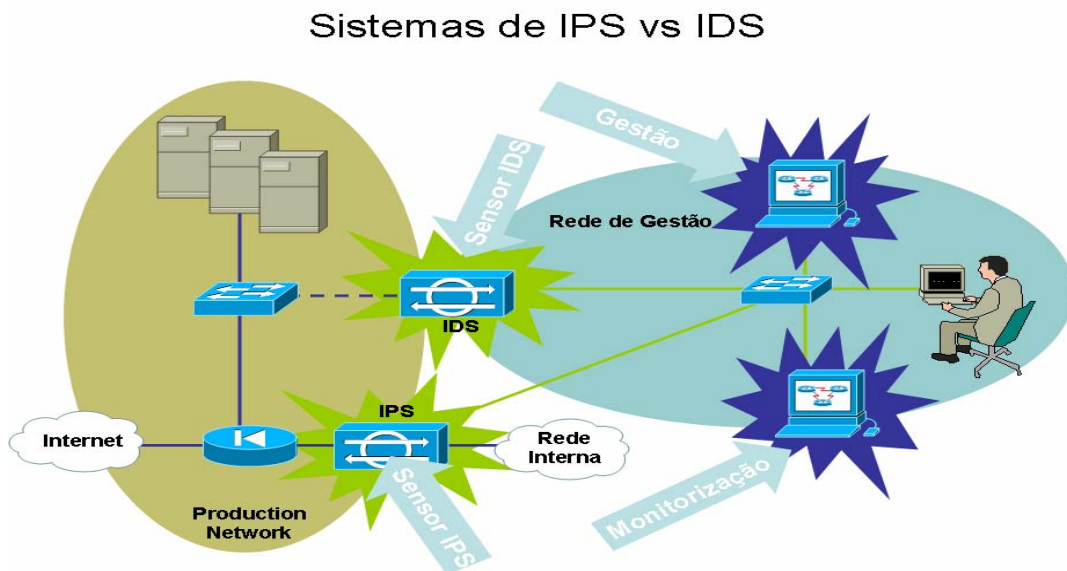 Sistemas de IPS vs IDS
Gestão
Sensor IDS
Rede de Gestão
IDS
IPS
Internet
Rede
Interna
Production
Network
Sensor IPS
Monitorização